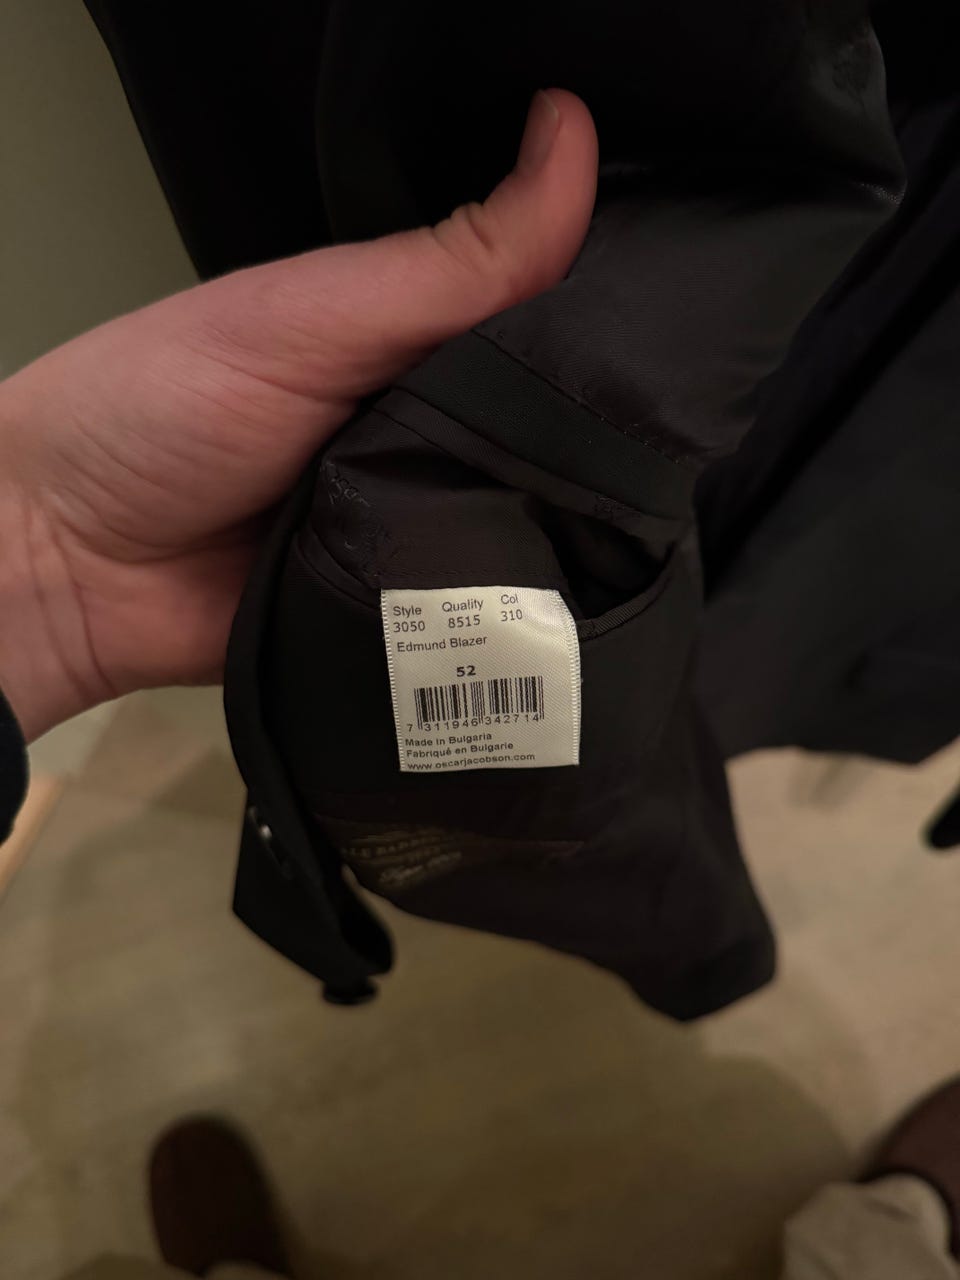 Style Quality Col
3050 8515 310
Edmund Blazer
52
7 311946 342714
Made in Bulgaria
Fabriqué en Bulgarie
www.oscarjacobson.com